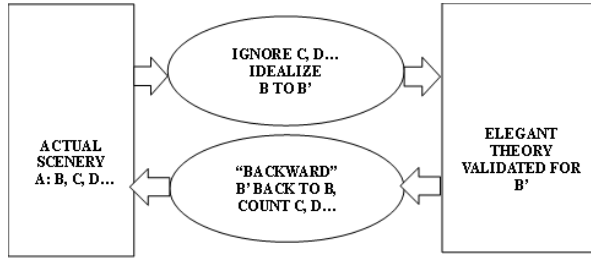 ACTUAL
SCENERY
A: B, C, D…
IGNORE C, D…
IDEALIZE
B TO B’
“BACKWARD”
B’ BACK TO B,
COUNT C, D…
ELEGANT
THEORY
VALIDATED FOR
B’